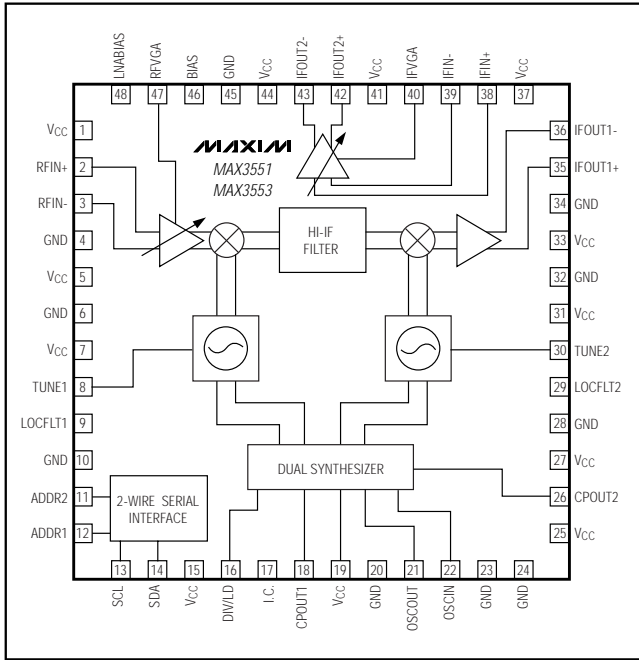 LNABIAS
RFVGA
BIAS
GND
VCC
IFOUT2-
IFOUT2+
VCC
IFVGA
IFIN-
IFIN+
VCC
48 47 46 45 44 43 42 41 40 39 38 37
VCC 1
RFIN+ 2
RFIN- 3
GND 4
VCC 5
GND 6
VCC 7
TUNE1 8
LOCFLT1 9
GND 10
ADDR2 11
ADDR1 12
MAXIM
MAX3551
MAX3553
HI-IF
FILTER
DUAL SYNTHESIZER
2-WIRE SERIAL
INTERFACE
36 IFOUT1-
35 IFOUT1+
34 GND
33 VCC
32 GND
31 VCC
30 TUNE2
29 LOCFLT2
28 GND
27 VCC
26 CPOUT2
25 VCC
13 14 15 16 17 18 19 20 21 22 23 24
SCL
SDA
VCC
DIV/LD
I.C.
CPOUT1
VCC
GND
OSCOUT
OSCIN
GND
GND